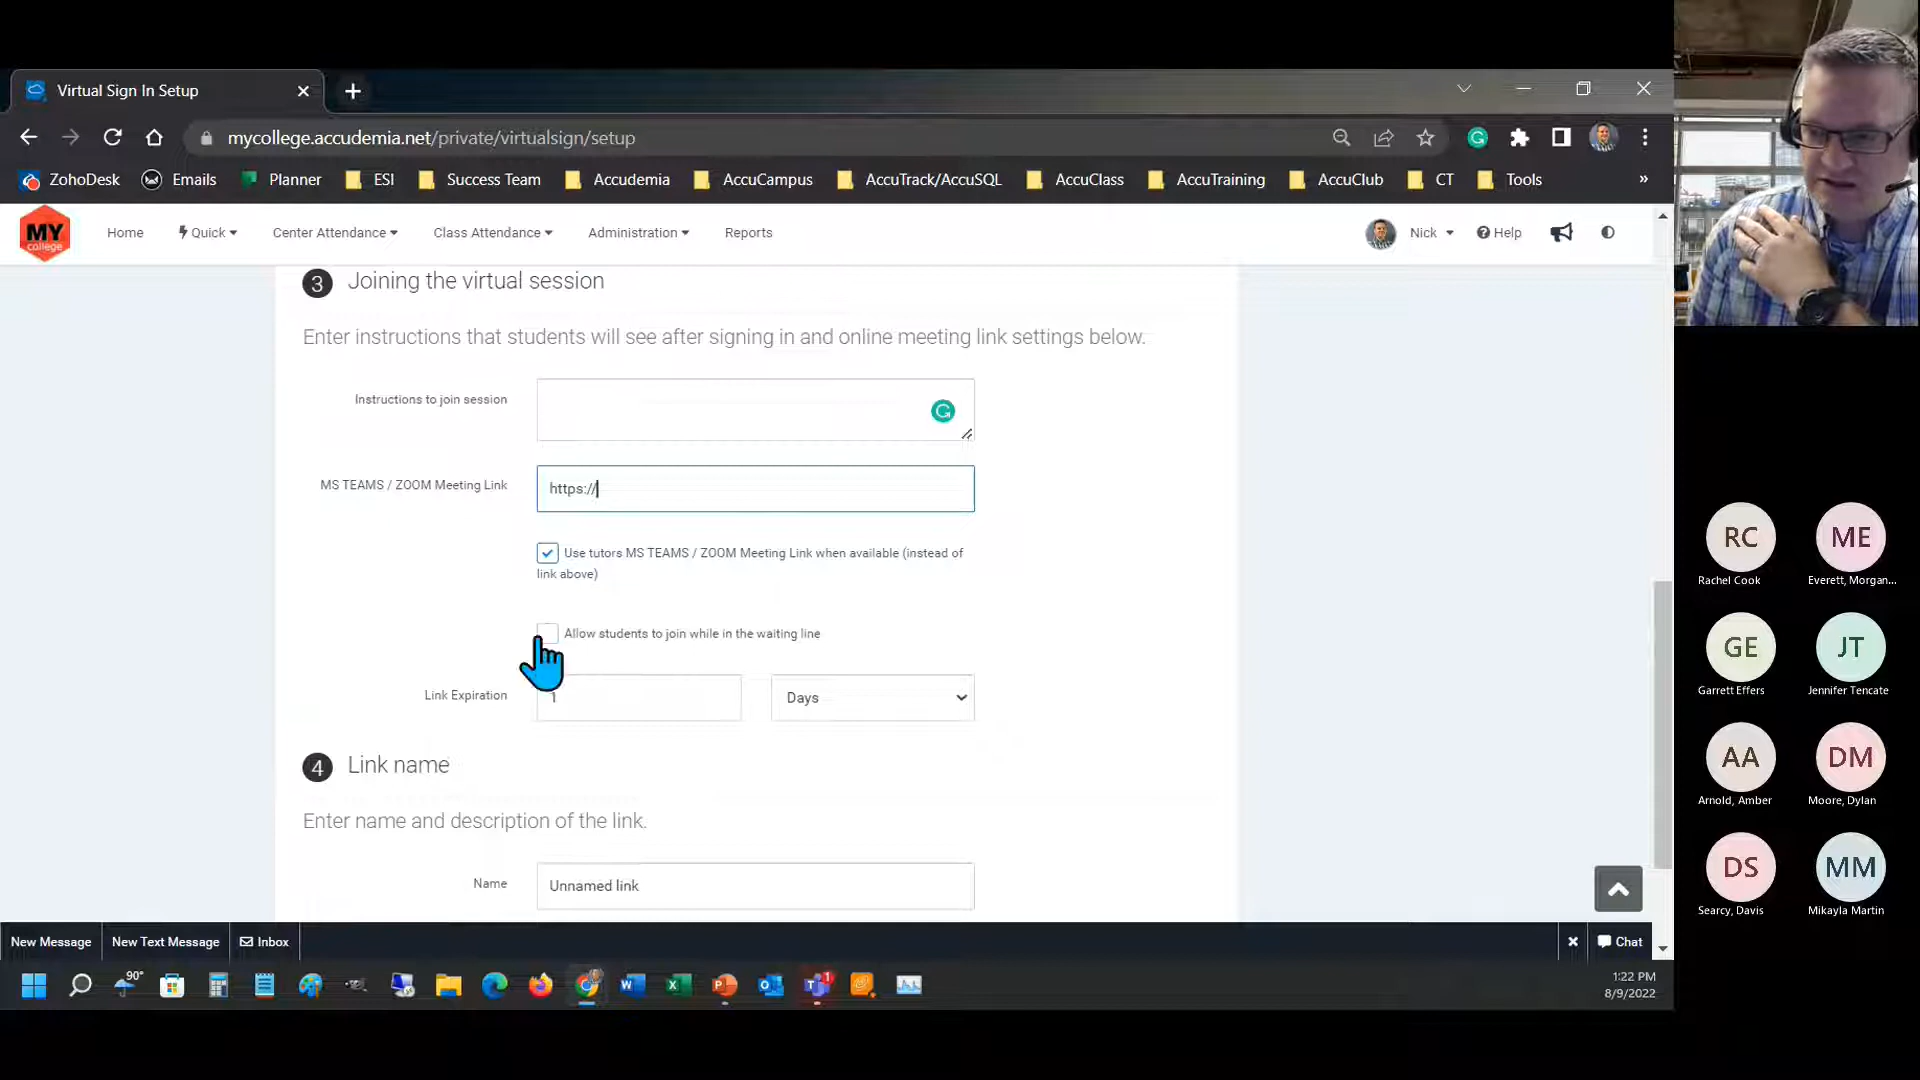 Virtual Sign In Setup
mycollege.accudemia.net/private/virtualsign/setup
ZohoDesk Emails Planner ESI Success Team Accudemia AccuCampus AccuTrack/AccuSQL AccuClass AccuTraining AccuClub CT Tools »
MY college Home Quick Center Attendance Class Attendance Administration Reports Nick Help
3 Joining the virtual session
Enter instructions that students will see after signing in and online meeting link settings below.
Instructions to join session
MS TEAMS / ZOOM Meeting Link https://
Use tutors MS TEAMS / ZOOM Meeting Link when available (instead of
link above)
Allow students to join while in the waiting line
Link Expiration 1 Days
4 Link name
Enter name and description of the link.
Name Unnamed link
New Message New Text Message Inbox Chat
90°
1
1:22 PM
8/9/2022
RC ME
Rachel Cook Everett, Morgan...
GE JT
Garrett Effers Jennifer Tencate
AA DM
Arnold, Amber Moore, Dylan
DS MM
Searcy, Davis Mikayla Martin